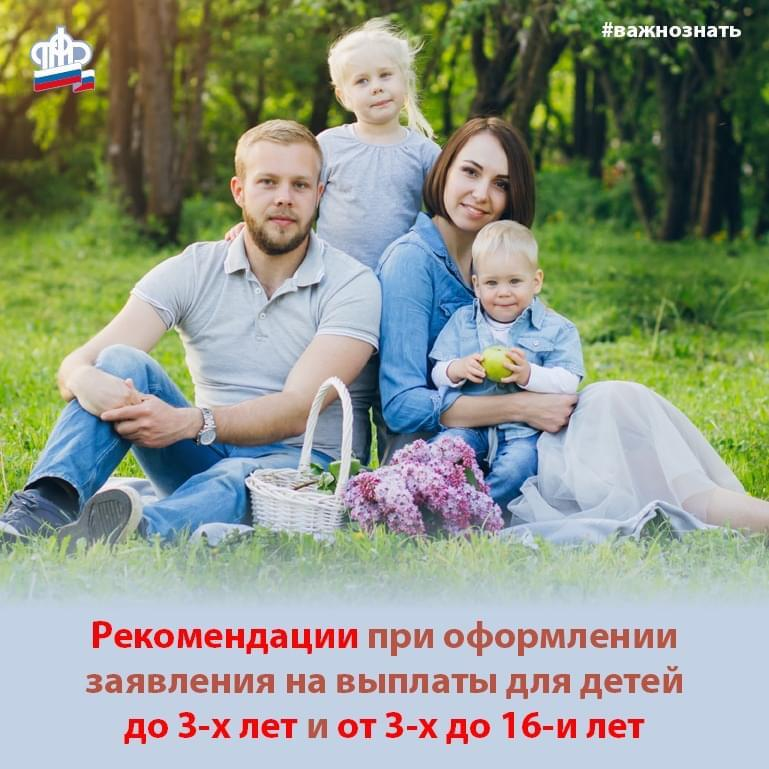 #важнознать
Рекомендации при оформлении
заявления на выплаты для детей
до 3-х лет и от 3-х до 16-и лет